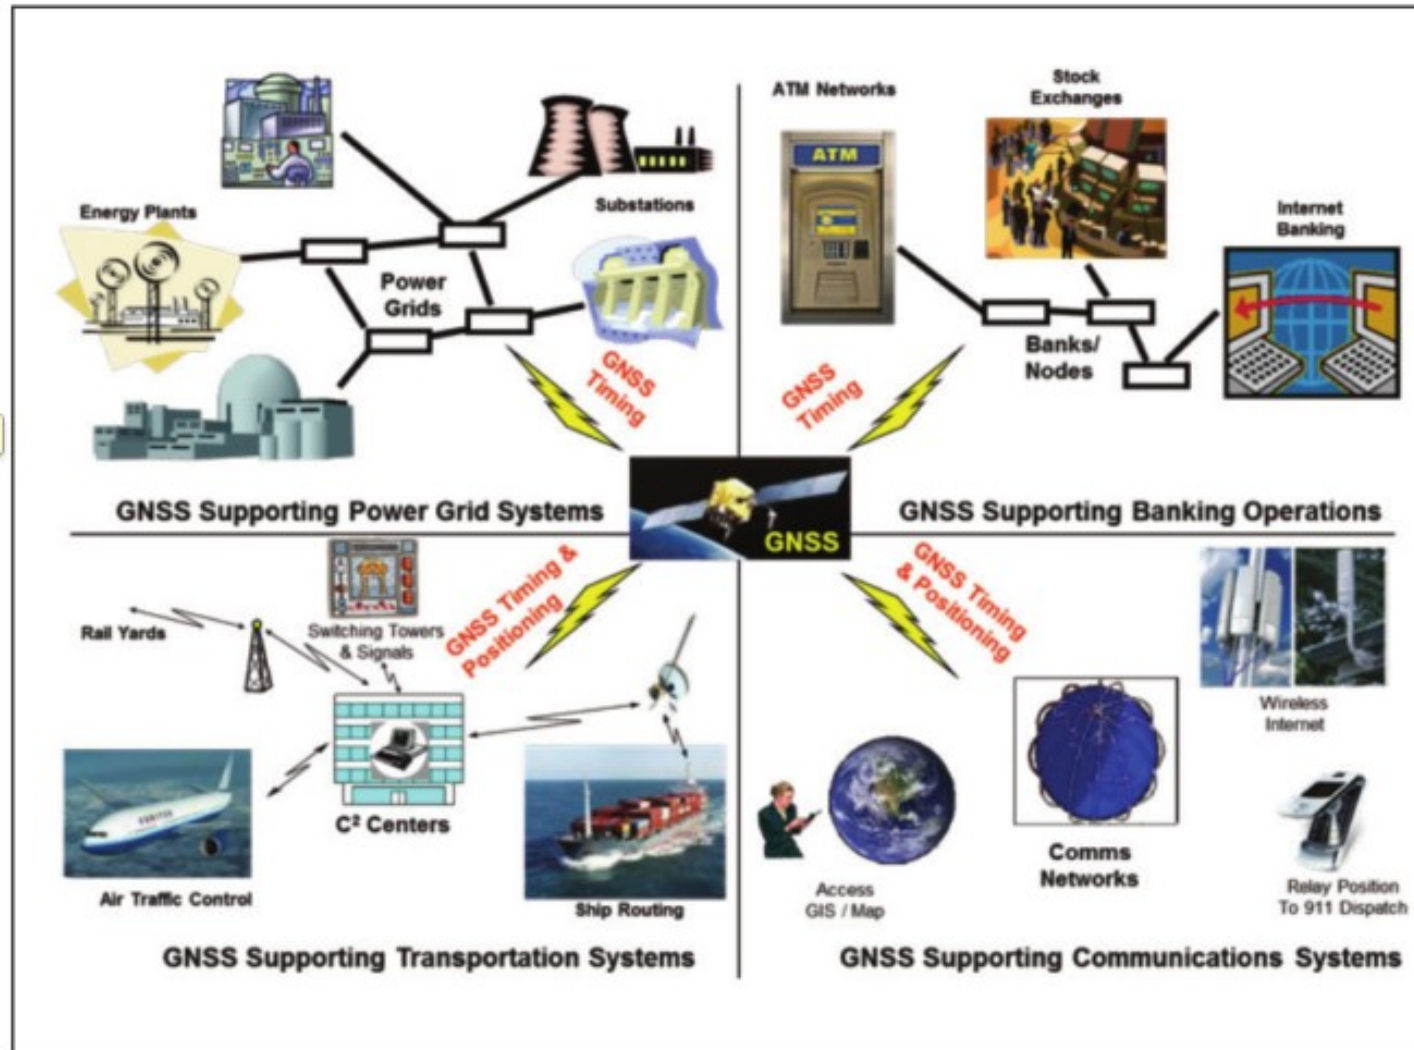 Energy Plants
Substations
Power
Grids
GNSS
Timing
GNSS Supporting Power Grid Systems
ATM Networks
ATM
Stock
Exchanges
Internet
Banking
Banks/
Nodes
GNSS
Timing
GNSS Supporting Banking Operations
GNSS
Rail Yards
Switching Towers
& Signals
GNSS Timing &
Positioning
C² Centers
Air Traffic Control
Ship Routing
GNSS Supporting Transportation Systems
GNSS Timing
& Positioning
Wireless
Internet
Access
GIS / Map
Comms
Networks
Relay Position
To 911 Dispatch
GNSS Supporting Communications Systems